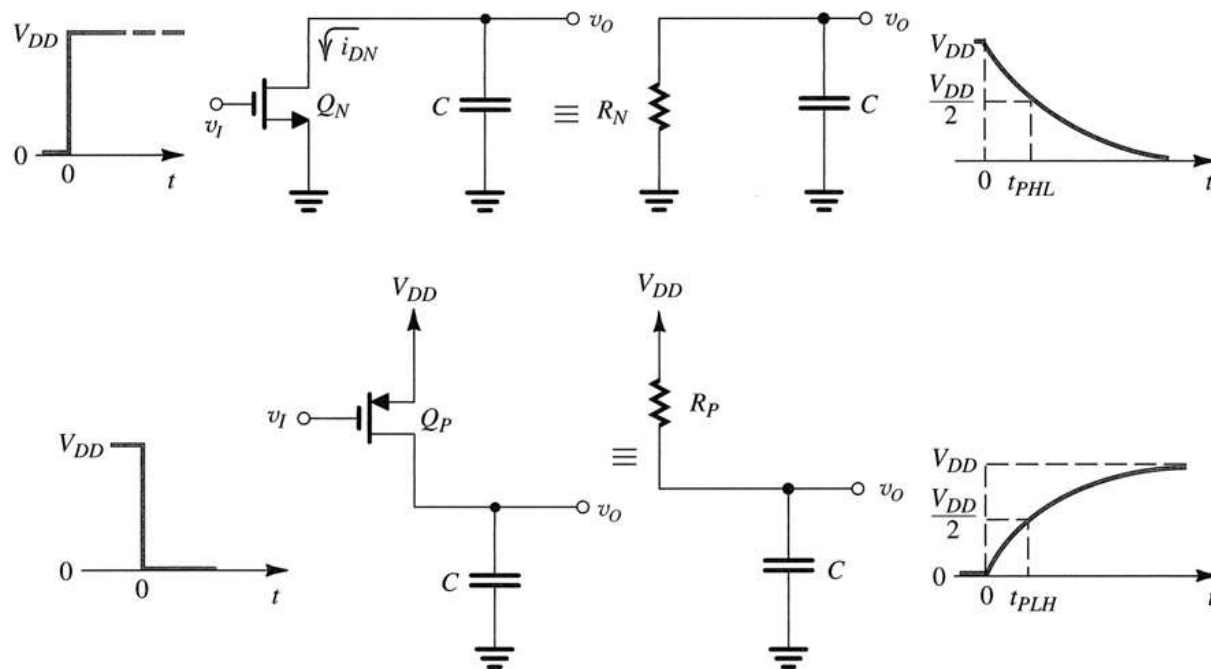 V_DD
0
0
t
v_I
i_DN
Q_N
C
v_O
≡
R_N
C
v_O
V_DD
V_DD/2
0
t_PHL
t
V_DD
0
0
t
V_DD
v_I
Q_P
C
v_O
≡
V_DD
R_P
C
v_O
V_DD
V_DD/2
0
0
t_PLH
t